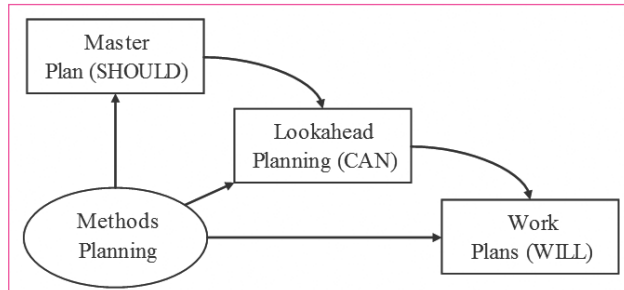 Master
Plan (SHOULD)
Lookahead
Planning (CAN)
Methods
Planning
Work
Plans (WILL)